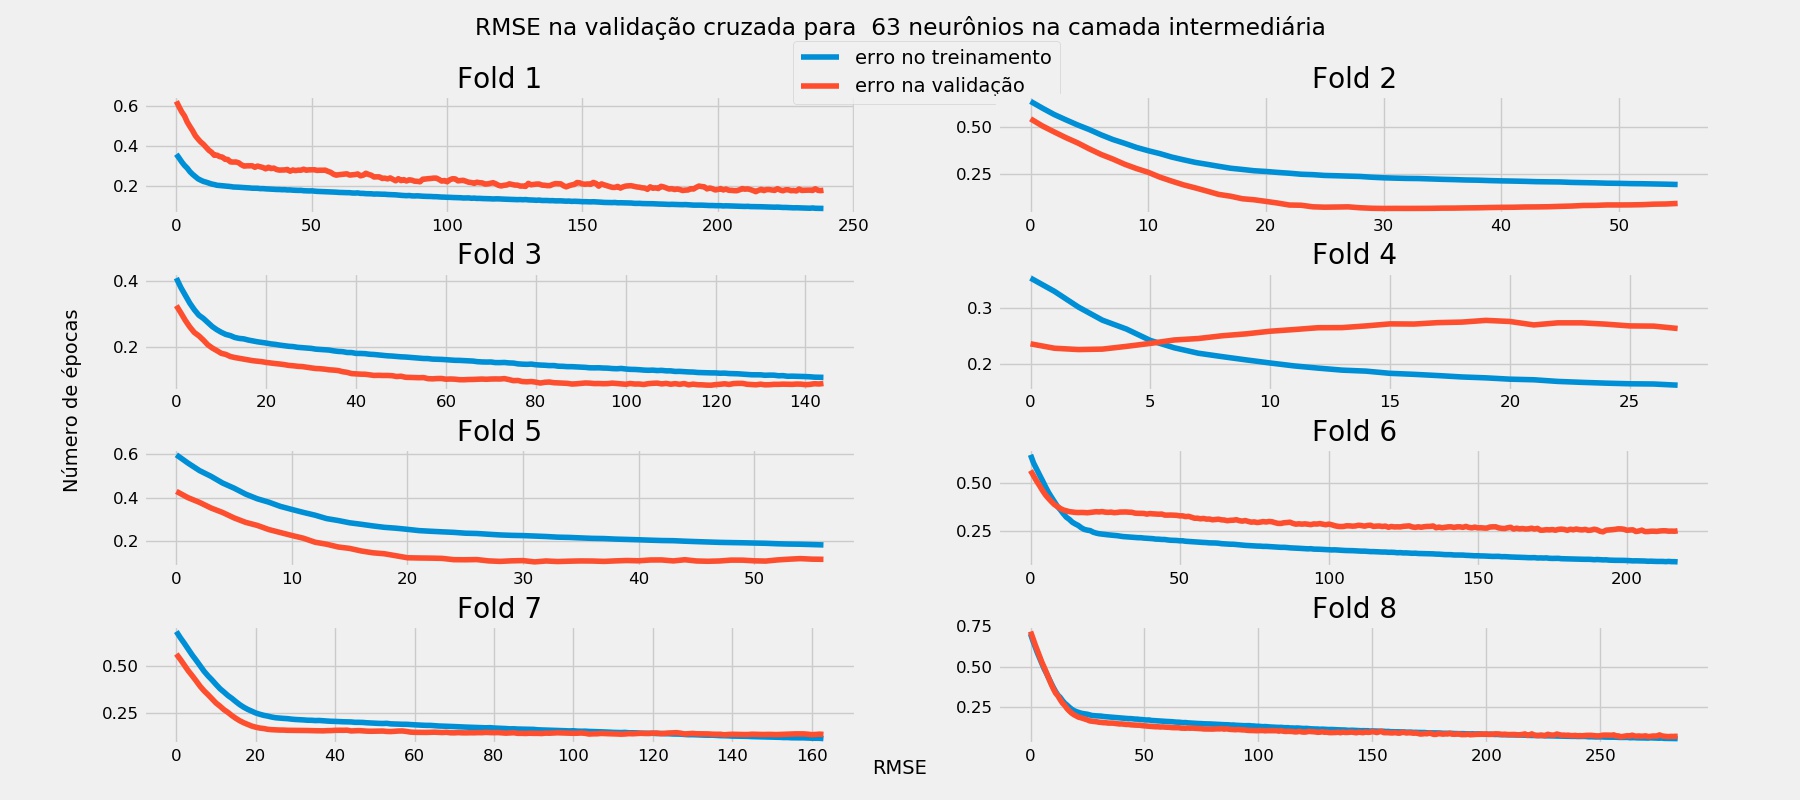 RMSE na validação cruzada para  63 neurônios na camada intermediária
erro no treinamento
erro na validação
Fold 1
0.6
0.4
0.2
0 50 100 150 200 250
Fold 2
0.50
0.25
0 10 20 30 40 50
Fold 3
0.4
0.2
0 20 40 60 80 100 120 140
Fold 4
0.3
0.2
0 5 10 15 20 25
Número de épocas
Fold 5
0.6
0.4
0.2
0 10 20 30 40 50
Fold 6
0.50
0.25
0 50 100 150 200
Fold 7
0.50
0.25
0 20 40 60 80 100 120 140 160
Fold 8
0.75
0.50
0.25
0 50 100 150 200 250
RMSE